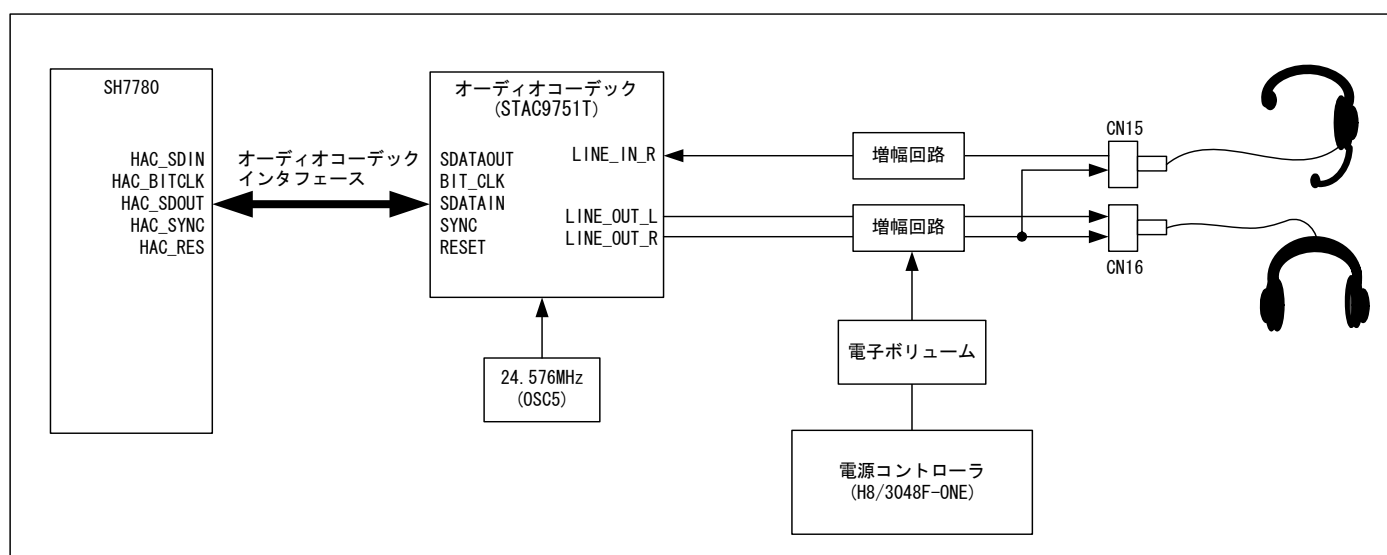 SH7780
HAC_SDIN
HAC_BITCLK
HAC_SDOUT
HAC_SYNC
HAC_RES
オーディオコーデック
インタフェース
オーディオコーデック
(STAC9751T)
SDATAOUT
BIT_CLK
SDATAIN
SYNC
RESET
LINE_IN_R
LINE_OUT_L
LINE_OUT_R
24.576MHz
(OSC5)
増幅回路
増幅回路
電子ボリューム
電源コントローラ
(H8/3048F-ONE)
CN15
CN16